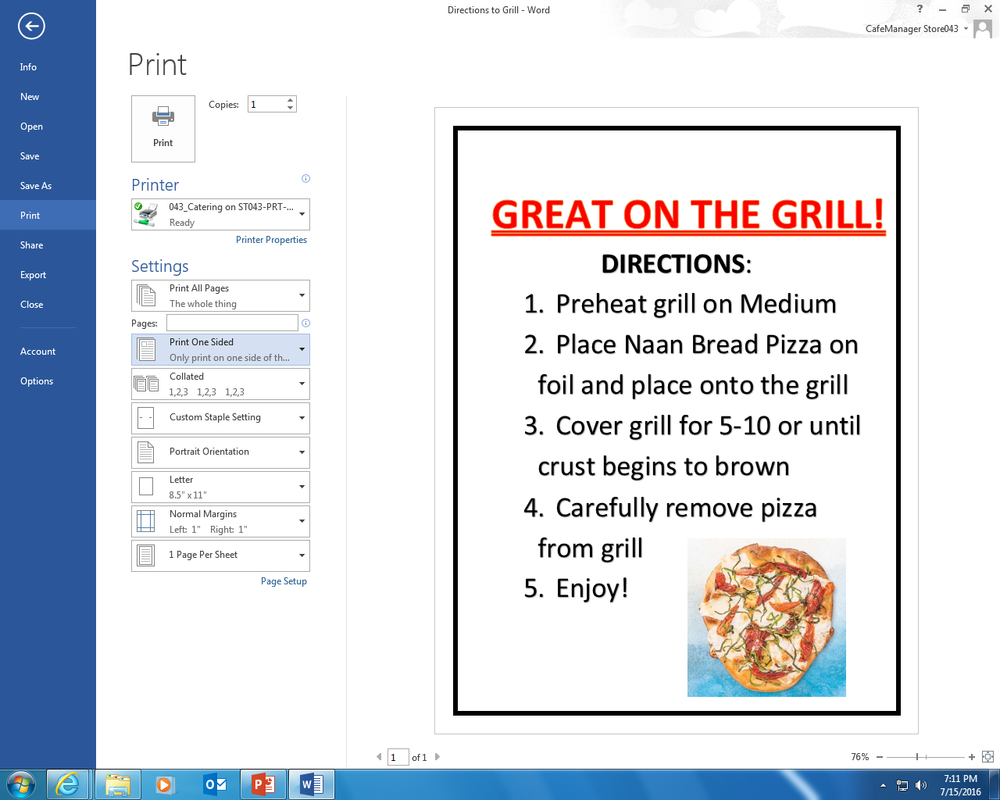 Directions to Grill - Word
?
CafeManager Store043
Info
New
Open
Save
Save As
Print
Share
Export
Close
Account
Options
Print
Print
Copies: 1
Printer
043_Catering on ST043-PRT-...
Ready
Printer Properties
Settings
Print All Pages
The whole thing
Pages:
Print One Sided
Only print on one side of th...
Collated
1,2,3 1,2,3 1,2,3
Custom Staple Setting
Portrait Orientation
Letter
8.5" x 11"
Normal Margins
Left: 1" Right: 1"
1 Page Per Sheet
Page Setup
GREAT ON THE GRILL!
DIRECTIONS:
1. Preheat grill on Medium
2. Place Naan Bread Pizza on
foil and place onto the grill
3. Cover grill for 5-10 or until
crust begins to brown
4. Carefully remove pizza
from grill
5. Enjoy!
1 of 1
76%
7:11 PM
7/15/2016